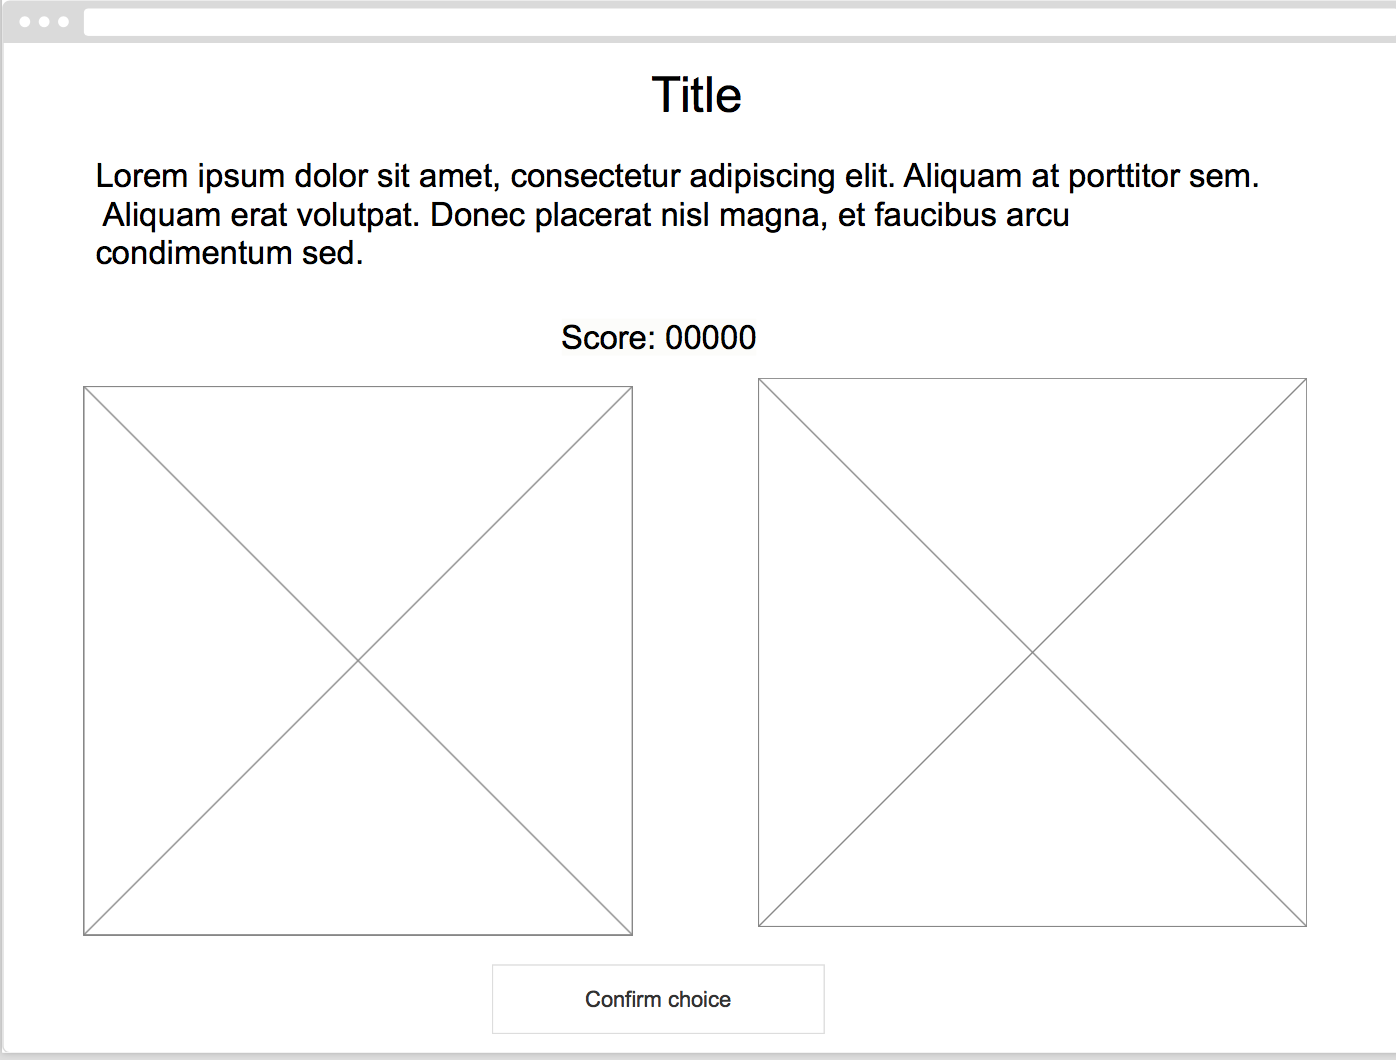 Title
Lorem ipsum dolor sit amet, consectetur adipiscing elit. Aliquam at porttitor sem.
Aliquam erat volutpat. Donec placerat nisl magna, et faucibus arcu
condimentum sed.
Score: 00000
Confirm choice